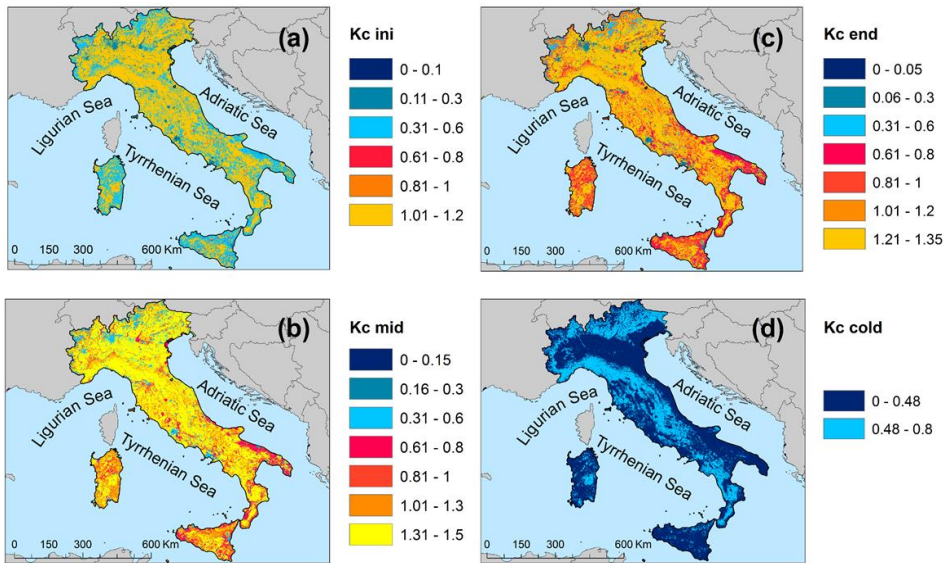 (a)
Ligurian Sea
Adriatic Sea
Tyrrhenian Sea
0 150 300 600 Km
Kc ini
0 - 0.1
0.11 - 0.3
0.31 - 0.6
0.61 - 0.8
0.81 - 1
1.01 - 1.2
(c)
Ligurian Sea
Adriatic Sea
Tyrrhenian Sea
0 150 300 600 Km
Kc end
0 - 0.05
0.06 - 0.3
0.31 - 0.6
0.61 - 0.8
0.81 - 1
1.01 - 1.2
1.21 - 1.35
(b)
Ligurian Sea
Adriatic Sea
Tyrrhenian Sea
0 150 300 600 Km
Kc mid
0 - 0.15
0.16 - 0.3
0.31 - 0.6
0.61 - 0.8
0.81 - 1
1.01 - 1.3
1.31 - 1.5
(d)
Ligurian Sea
Adriatic Sea
Tyrrhenian Sea
0 150 300 600 Km
Kc cold
0 - 0.48
0.48 - 0.8